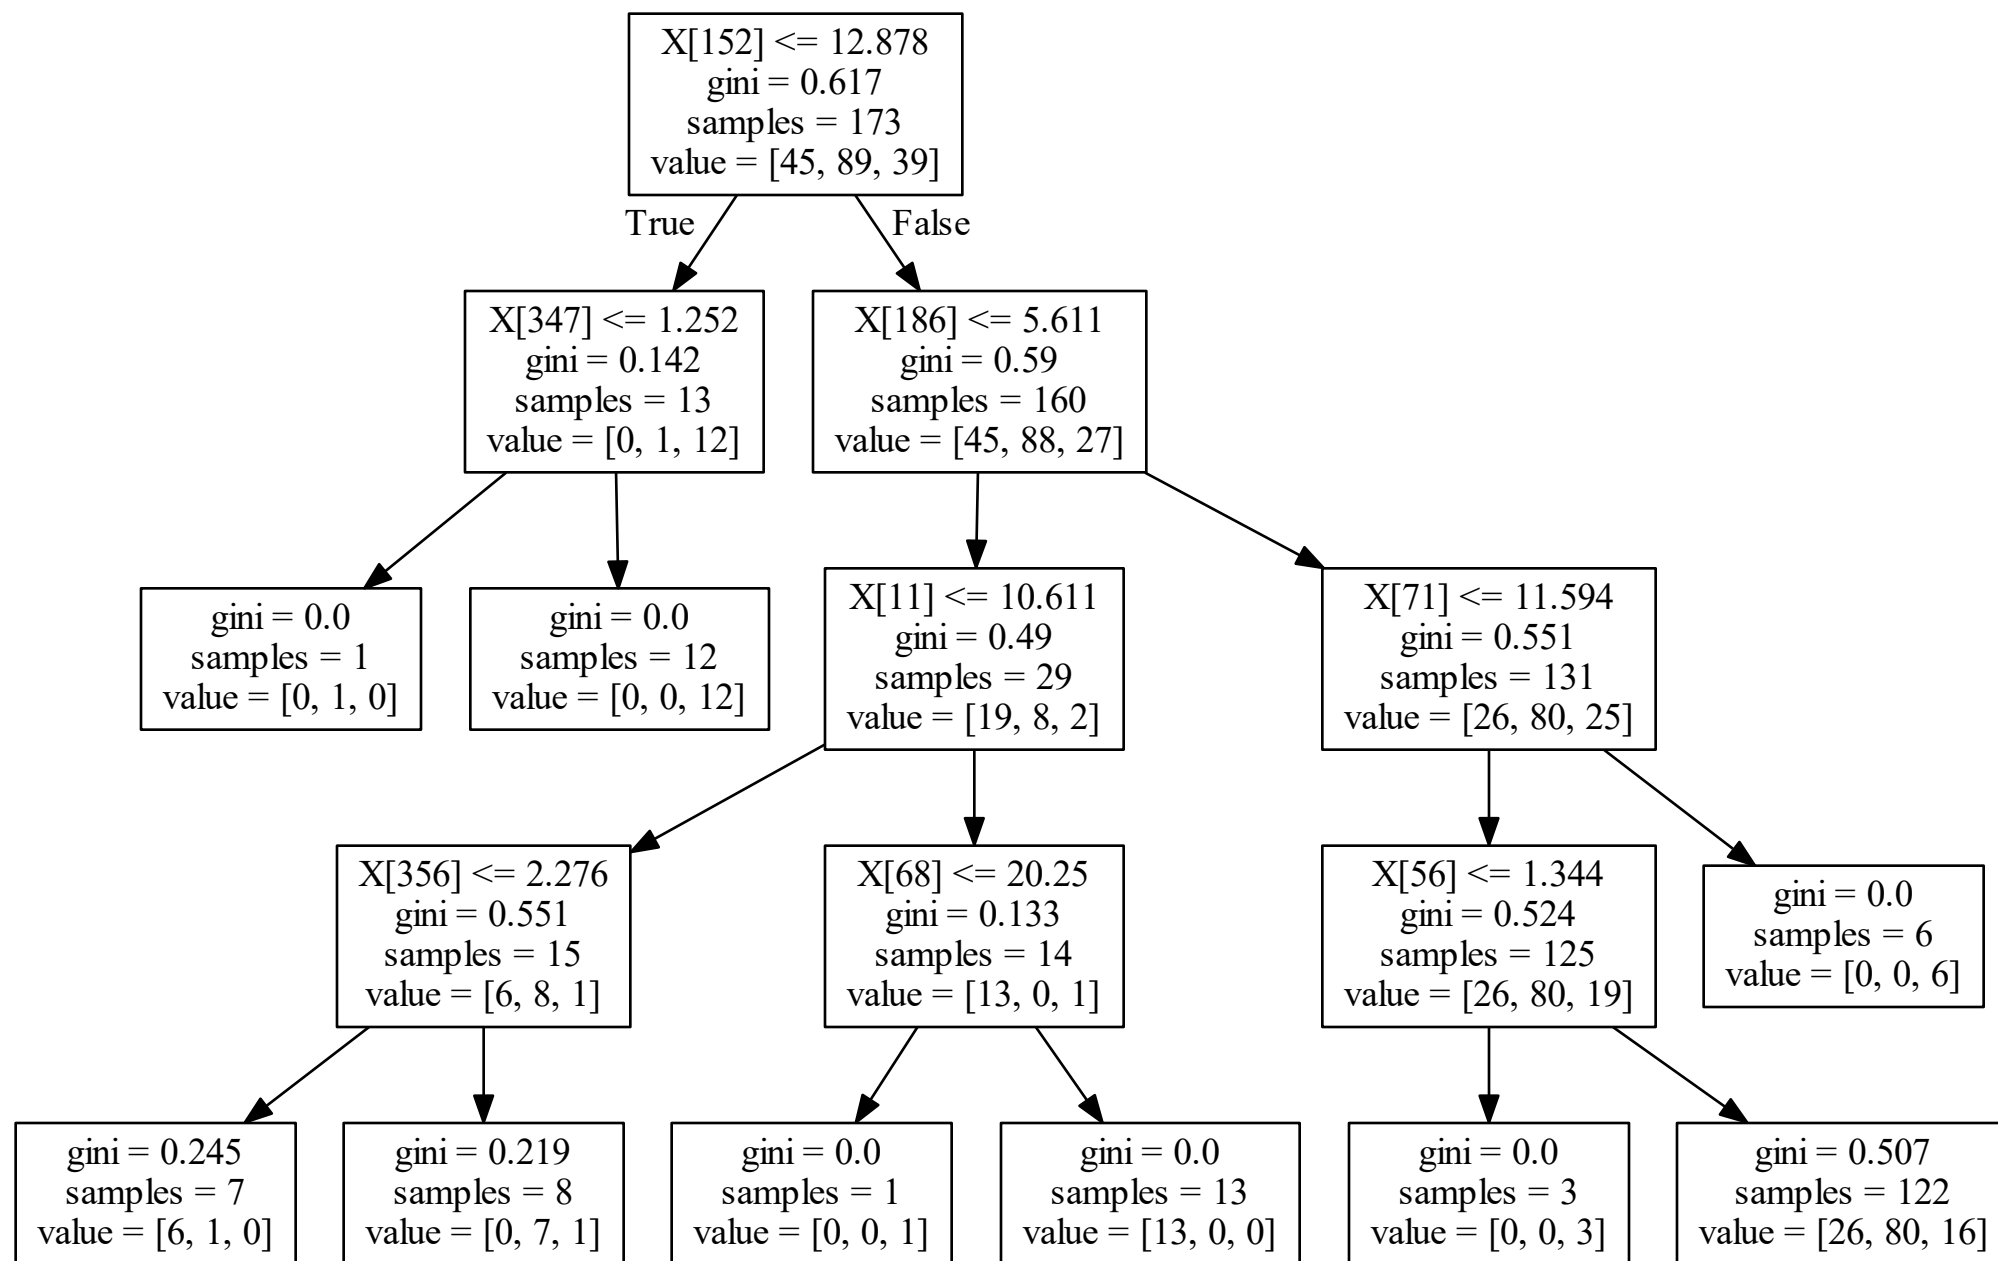 X[152] <= 12.878
gini = 0.617
samples = 173
value = [45, 89, 39]
True
False
X[347] <= 1.252
gini = 0.142
samples = 13
value = [0, 1, 12]
X[186] <= 5.611
gini = 0.59
samples = 160
value = [45, 88, 27]
gini = 0.0
samples = 1
value = [0, 1, 0]
gini = 0.0
samples = 12
value = [0, 0, 12]
X[11] <= 10.611
gini = 0.49
samples = 29
value = [19, 8, 2]
X[71] <= 11.594
gini = 0.551
samples = 131
value = [26, 80, 25]
X[356] <= 2.276
gini = 0.551
samples = 15
value = [6, 8, 1]
X[68] <= 20.25
gini = 0.133
samples = 14
value = [13, 0, 1]
X[56] <= 1.344
gini = 0.524
samples = 125
value = [26, 80, 19]
gini = 0.0
samples = 6
value = [0, 0, 6]
gini = 0.245
samples = 7
value = [6, 1, 0]
gini = 0.219
samples = 8
value = [0, 7, 1]
gini = 0.0
samples = 1
value = [0, 0, 1]
gini = 0.0
samples = 13
value = [13, 0, 0]
gini = 0.0
samples = 3
value = [0, 0, 3]
gini = 0.507
samples = 122
value = [26, 80, 16]